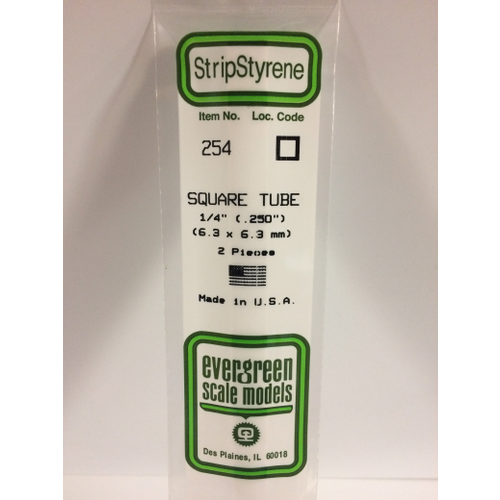 StripStyrene
Item No. Loc. Code
254
SQUARE TUBE
1/4" (.250")
(6.3 x 6.3 mm)
2 Pieces
Made in U.S.A.
evergreen
scale models
Des Plaines, IL 60018